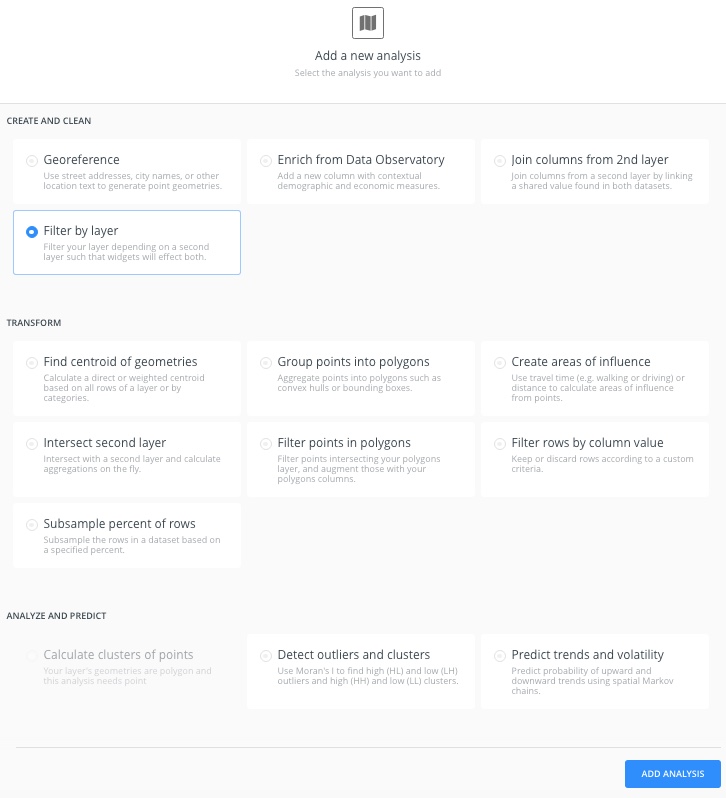 Add a new analysis
Select the analysis you want to add
CREATE AND CLEAN
Georeference
Use street addresses, city names, or other
location text to generate point geometries.
Enrich from Data Observatory
Add a new column with contextual
demographic and economic measures.
Join columns from 2nd layer
Join columns from a second layer by linking
a shared value found in both datasets.
Filter by layer
Filter your layer depending on a second
layer such that widgets will effect both.
TRANSFORM
Find centroid of geometries
Calculate a direct or weighted centroid
based on all rows of a layer or by
categories.
Group points into polygons
Aggregate points into polygons such as
convex hulls or bounding boxes.
Create areas of influence
Use travel time (e.g. walking or driving) or
distance to calculate areas of influence
from points.
Intersect second layer
Intersect with a second layer and calculate
aggregations on the fly.
Filter points in polygons
Filter points intersecting your polygons
layer, and augment those with your
polygons columns.
Filter rows by column value
Keep or discard rows according to a custom
criteria.
Subsample percent of rows
Subsample the rows in a dataset based on
a specified percent.
ANALYZE AND PREDICT
Calculate clusters of points
Your layer's geometries are polygon and
this analysis needs point
Detect outliers and clusters
Use Moran's I to find high (HL) and low (LH)
outliers and high (HH) and low (LL) clusters.
Predict trends and volatility
Predict probability of upward and
downward trends using spatial Markov
chains.
ADD ANALYSIS